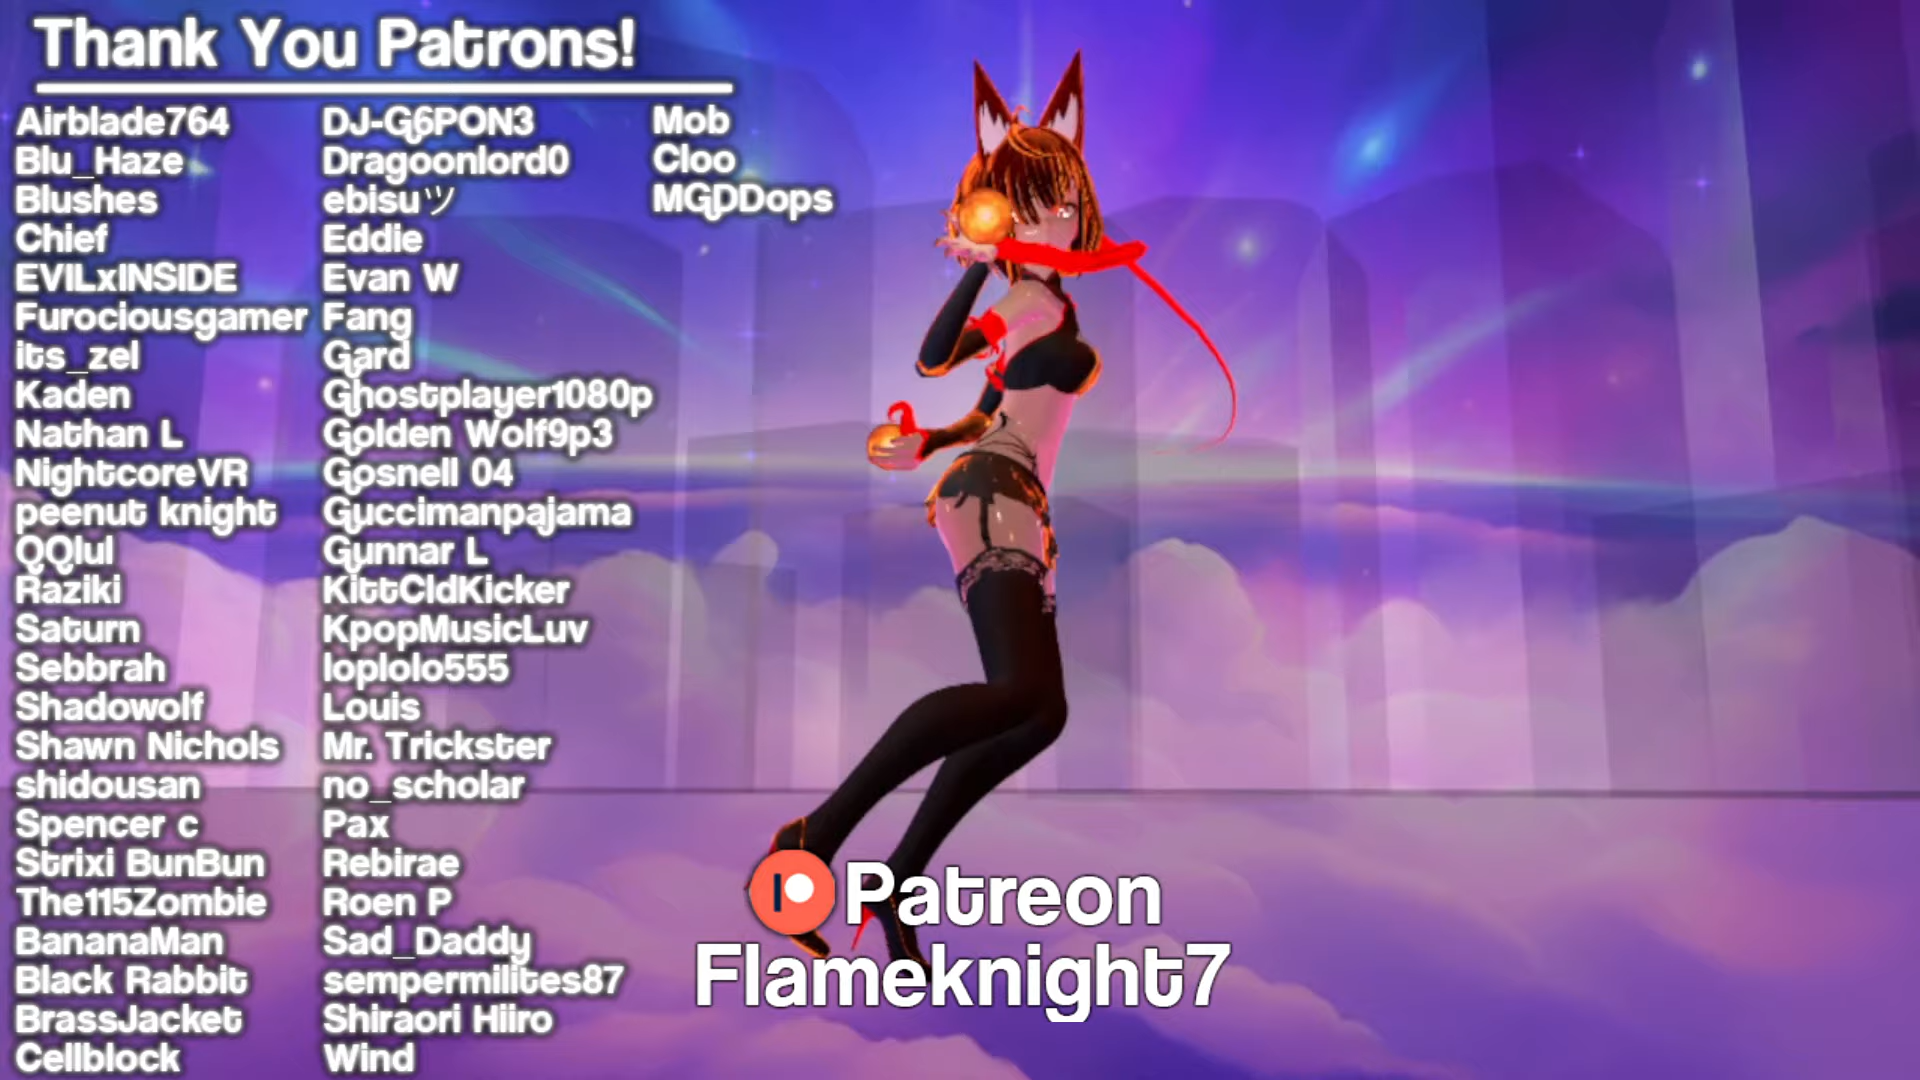 Thank You Patrons!
Airblade764
Blu_Haze
Blushes
Chief
EVILxINSIDE
Furociousgamer
its_zel
Kaden
Nathan L
NightcoreVR
peenut knight
QQlul
Raziki
Saturn
Sebbrah
Shadowolf
Shawn Nichols
shidousan
Spencer c
Strixi BunBun
The115Zombie
BananaMan
Black Rabbit
BrassJacket
Cellblock
DJ-G6PON3
Dragoonlord0
ebisuツ
Eddie
Evan W
Fang
Gard
Ghostplayer1080p
Golden Wolf9p3
Gosnell 04
Guccimanpajama
Gunnar L
KittCldKicker
KpopMusicLuv
loplolo555
Louis
Mr. Trickster
no_scholar
Pax
Rebirae
Roen P
Sad_Daddy
sempermilites87
Shiraori Hiiro
Wind
Mob
Cloo
MGDDops
Patreon
Flameknight7